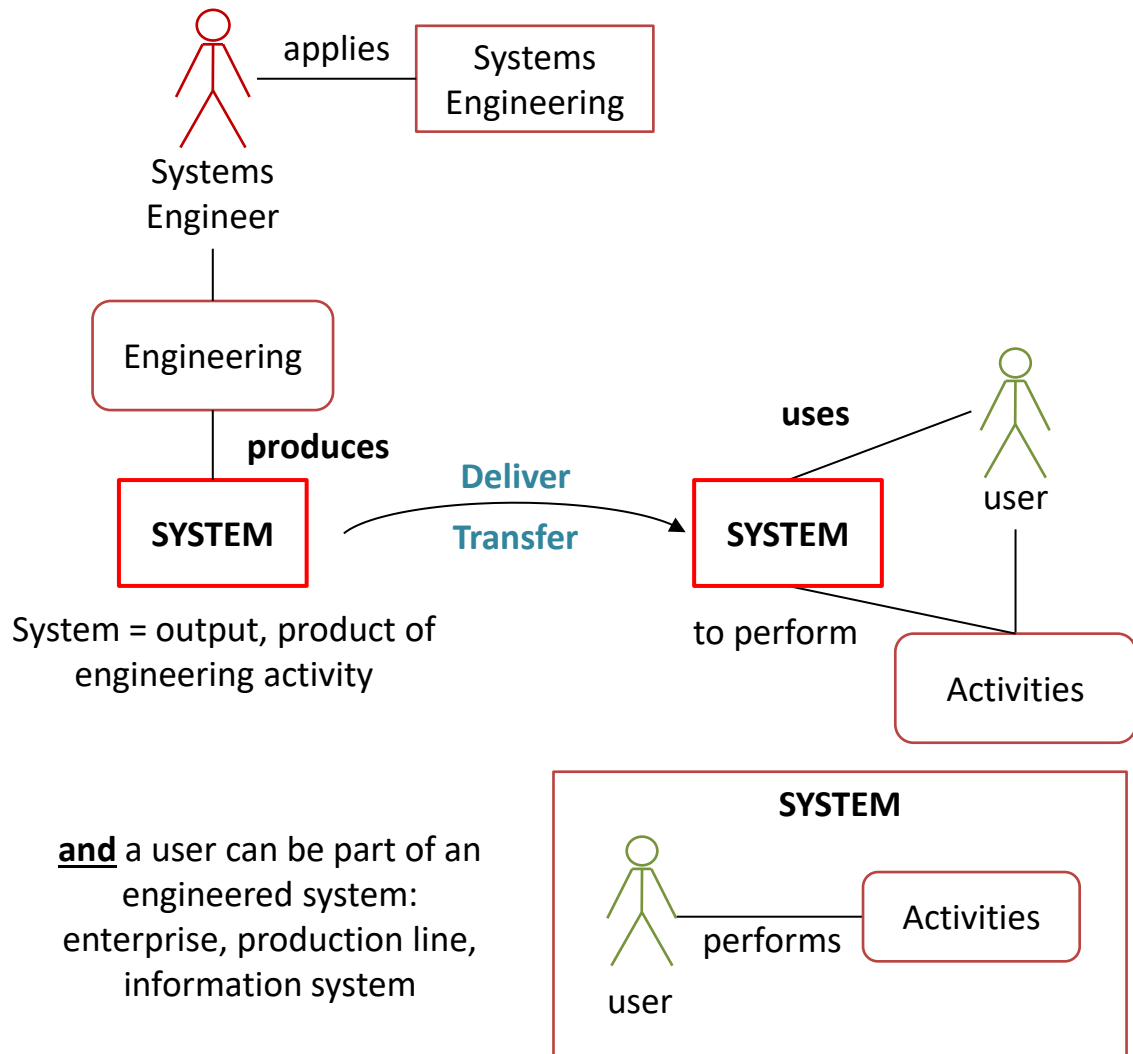 applies
Systems
Engineering
Systems
Engineer
Engineering
produces
SYSTEM
System = output, product of
engineering activity
Deliver
Transfer
uses
user
SYSTEM
to perform
Activities
and a user can be part of an
engineered system:
enterprise, production line,
information system
SYSTEM
Activities
performs
user